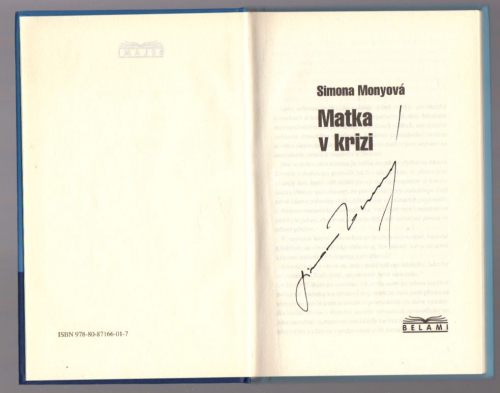 ISBN 978-80-87166-01-7
Simona Monyová
Matka
v krizi
BELAMI